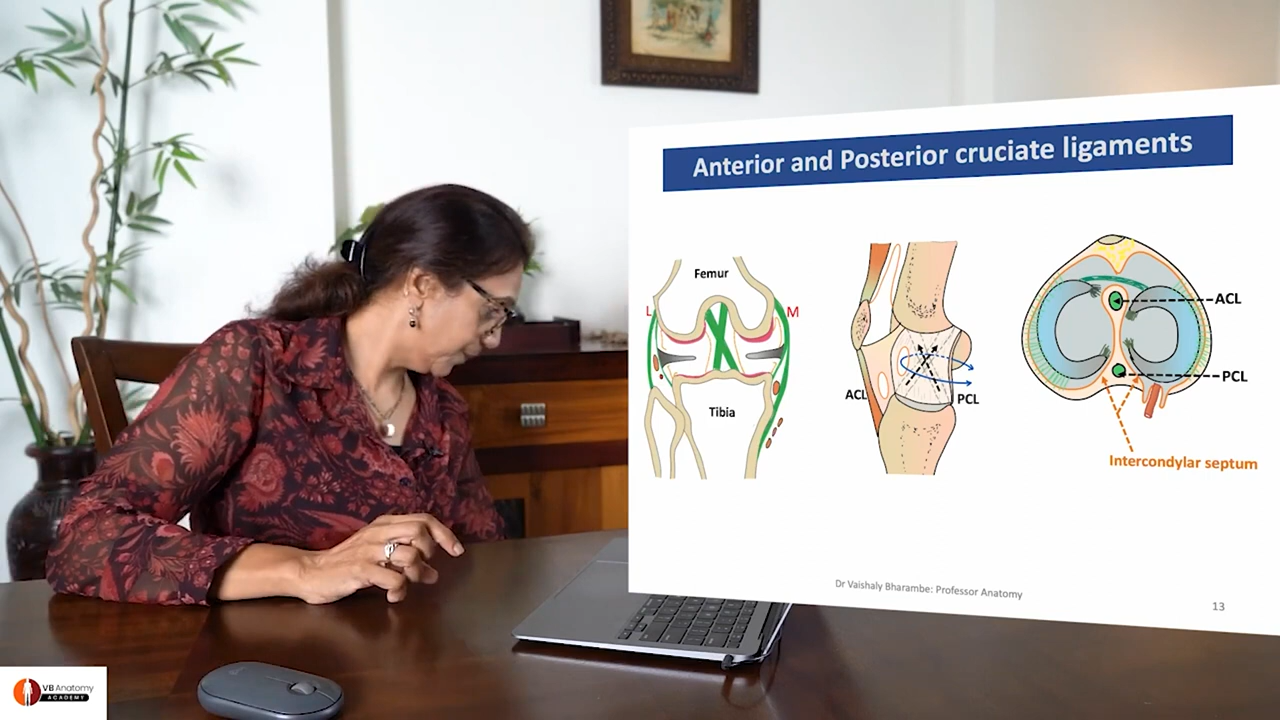 Anterior and Posterior cruciate ligaments
Femur
L
M
Tibia
ACL
PCL
ACL
PCL
Intercondylar septum
Dr Vaishaly Bharambe: Professor Anatomy
13
VB Anatomy
ACADEMY